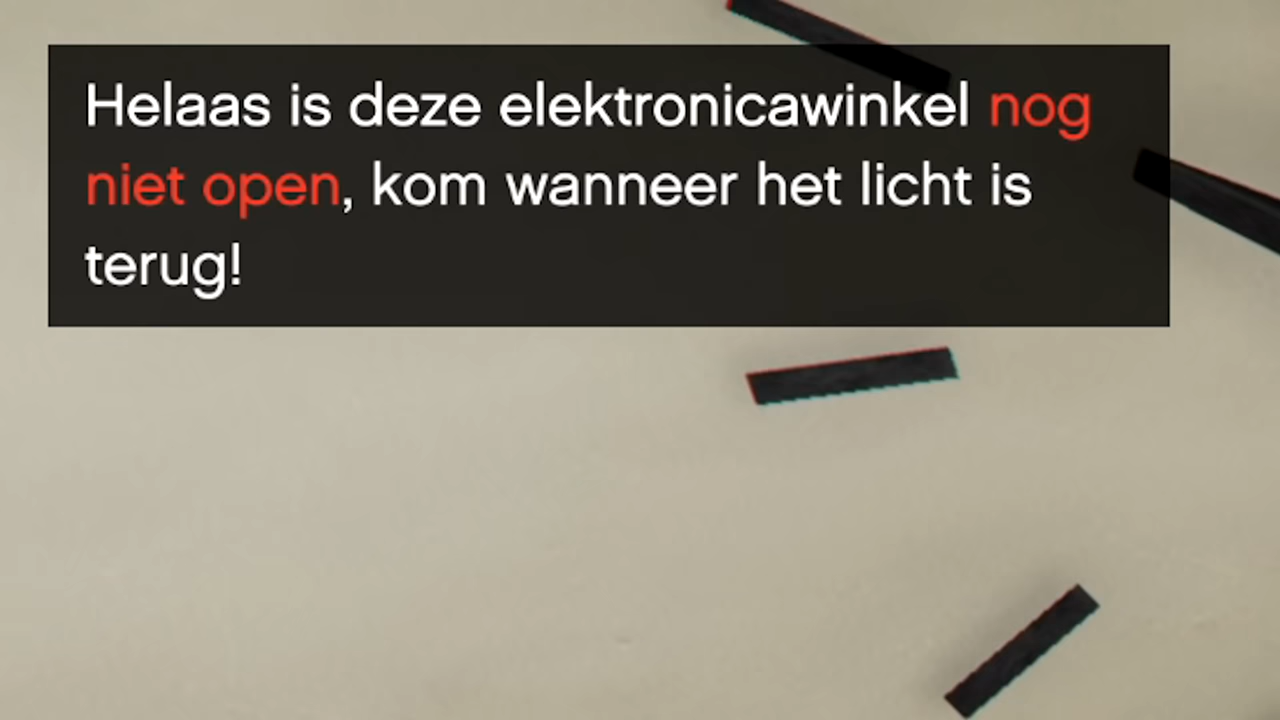 Helaas is deze elektronicawinkel nog
niet open, kom wanneer het licht is
terug!